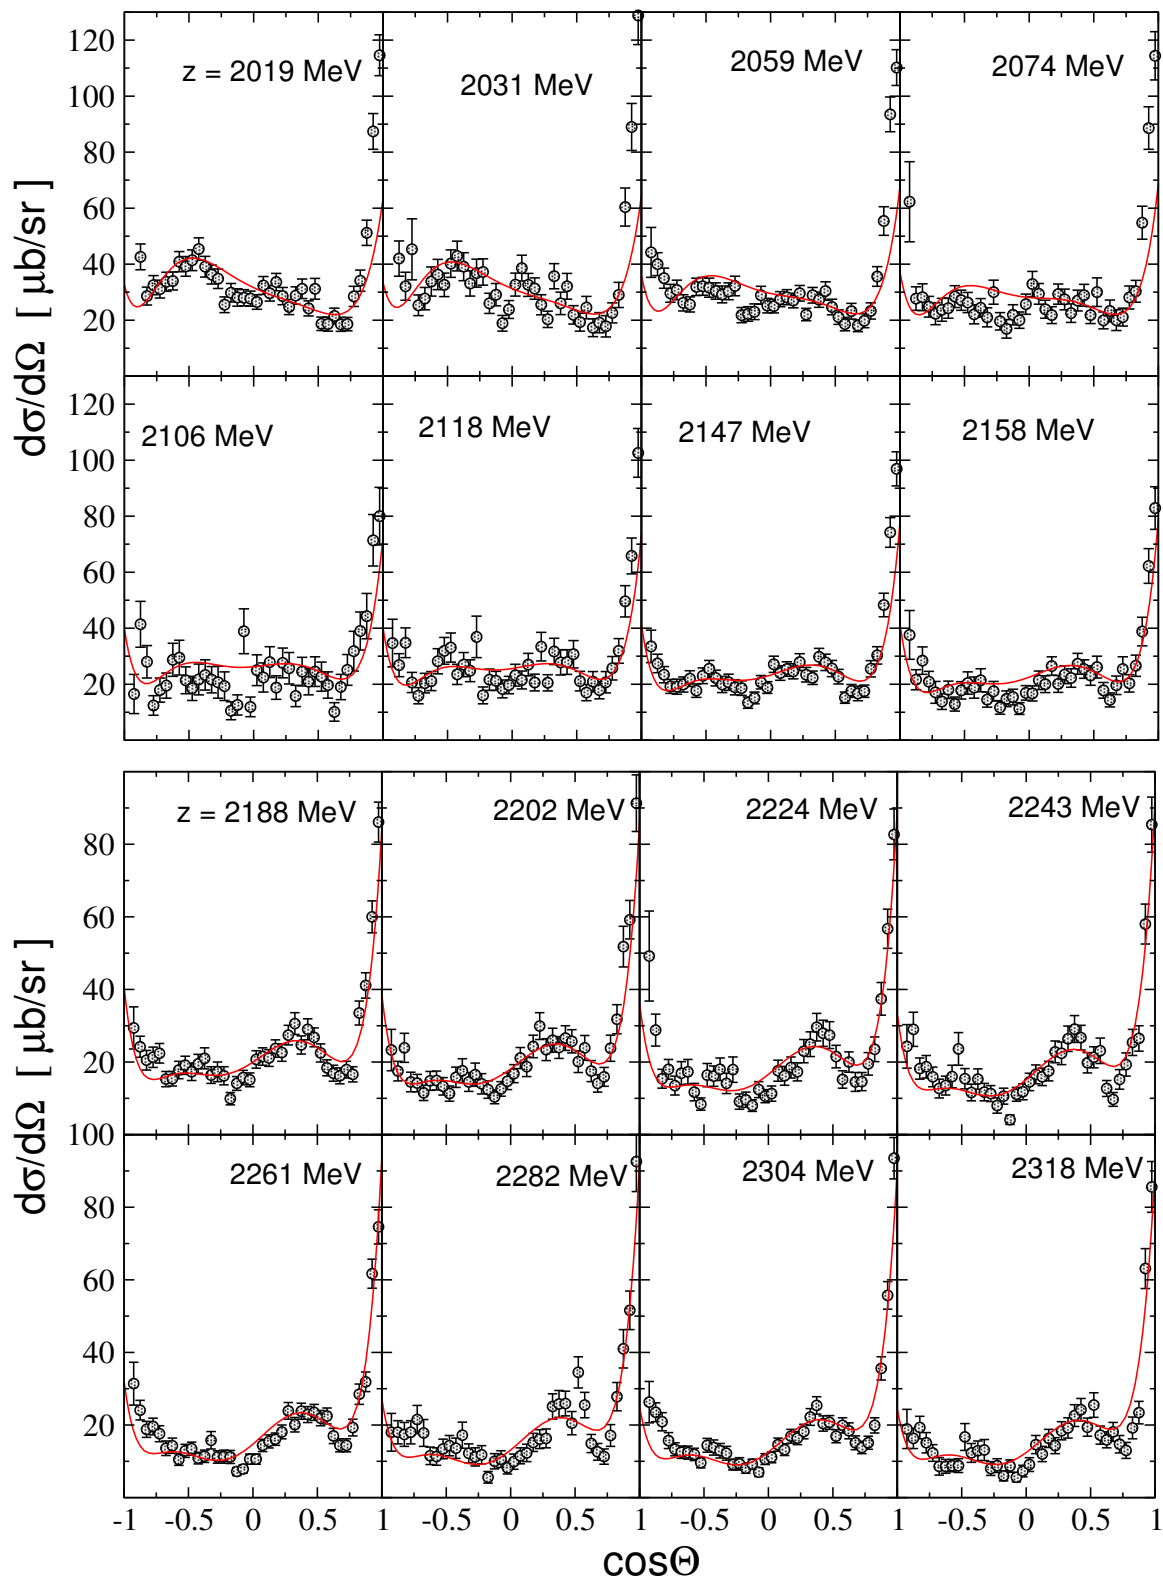 120
100
80
60
40
20
z = 2019 MeV
2031 MeV
2059 MeV
2074 MeV
dσ/dΩ [ μb/sr ]
120
100
80
60
40
20
2106 MeV
2118 MeV
2147 MeV
2158 MeV
80
60
40
20
z = 2188 MeV
2202 MeV
2224 MeV
2243 MeV
dσ/dΩ [ μb/sr ]
100
80
60
40
20
2261 MeV
2282 MeV
2304 MeV
2318 MeV
-1 -0.5 0 0.5 1 -0.5 0 0.5 1 -0.5 0 0.5 1 -0.5 0 0.5 1
cosΘ